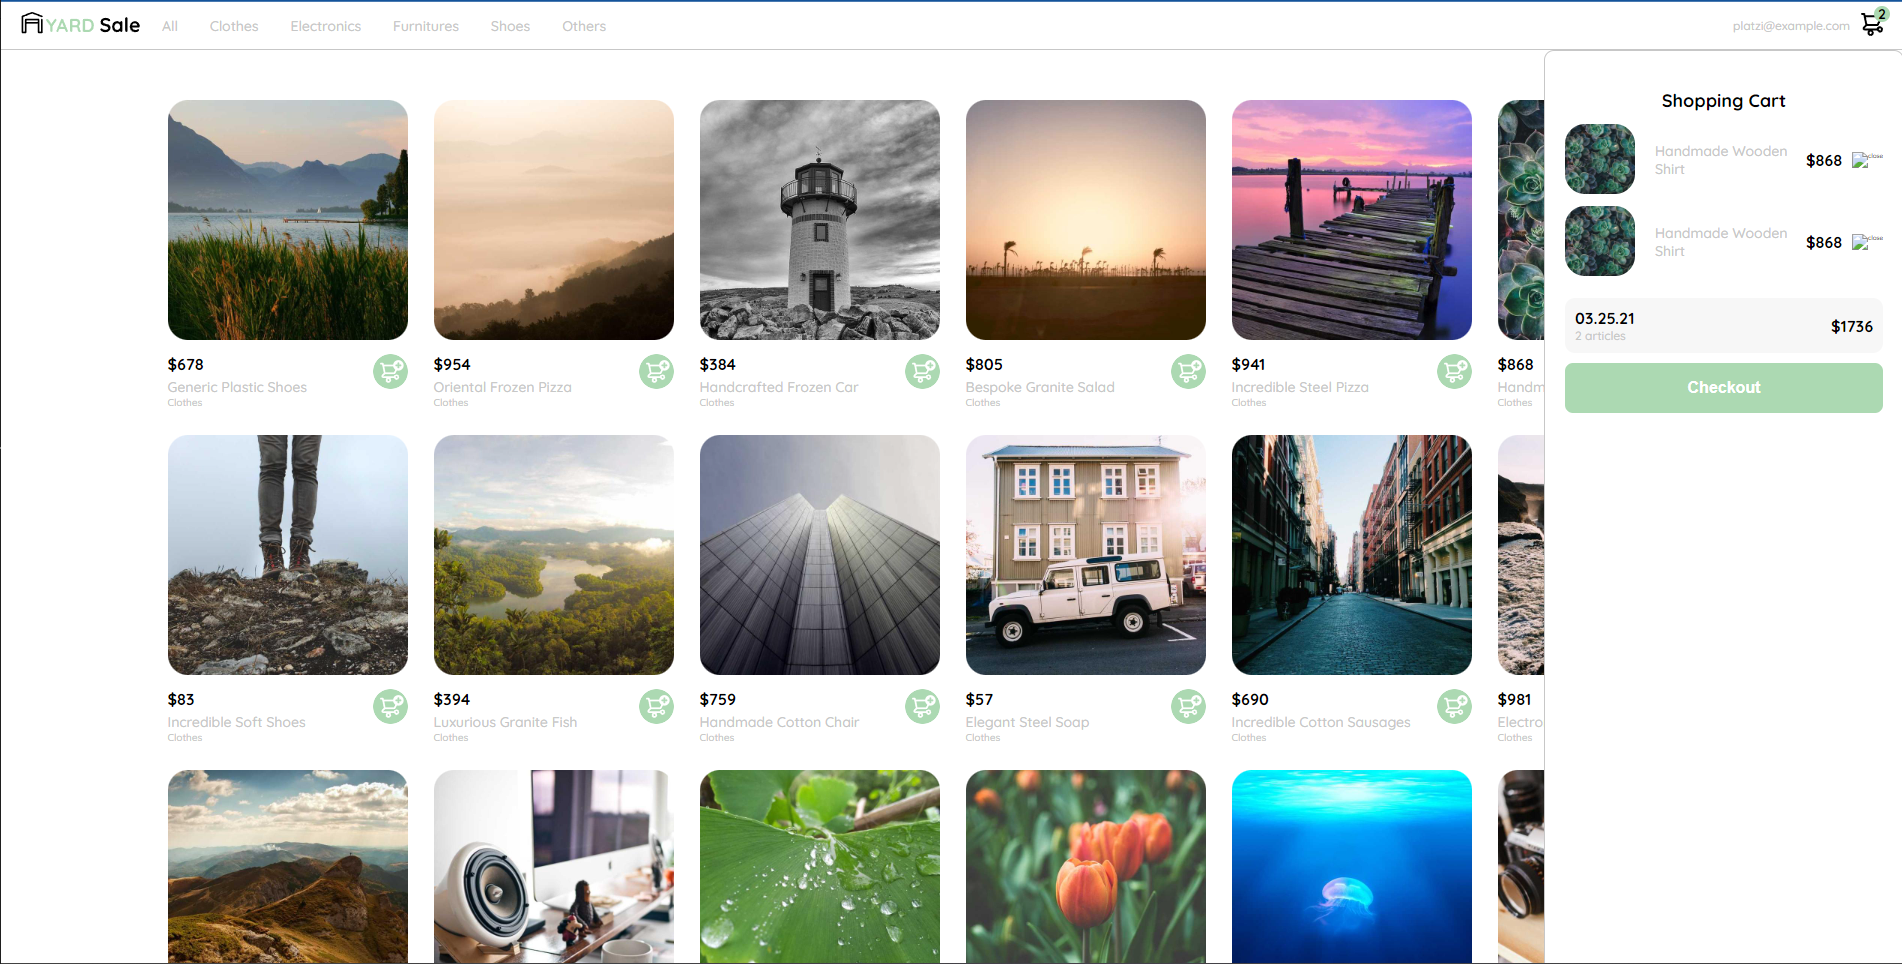 YARD Sale
All
Clothes
Electronics
Furnitures
Shoes
Others
platzi@example.com
2
Shopping Cart
Handmade Wooden
Shirt
$868
close
Handmade Wooden
Shirt
$868
close
03.25.21
2 articles
$1736
Checkout
$678
Generic Plastic Shoes
Clothes
$954
Oriental Frozen Pizza
Clothes
$384
Handcrafted Frozen Car
Clothes
$805
Bespoke Granite Salad
Clothes
$941
Incredible Steel Pizza
Clothes
$868
Handm
Clothes
$83
Incredible Soft Shoes
Clothes
$394
Luxurious Granite Fish
Clothes
$759
Handmade Cotton Chair
Clothes
$57
Elegant Steel Soap
Clothes
$690
Incredible Cotton Sausages
Clothes
$981
Electro
Clothes